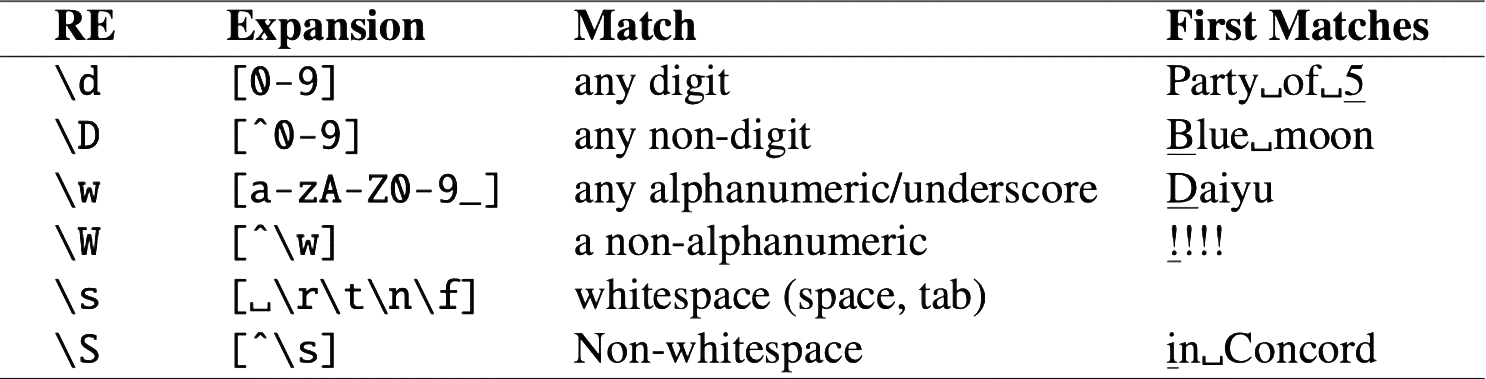 RE Expansion Match First Matches
\d [0-9] any digit Party␣of␣5
\D [^0-9] any non-digit Blue␣moon
\w [a-zA-Z0-9_] any alphanumeric/underscore Daiyu
\W [^\w] a non-alphanumeric !!!!
\s [␣\r\t\n\f] whitespace (space, tab)
\S [^\s] Non-whitespace in␣Concord